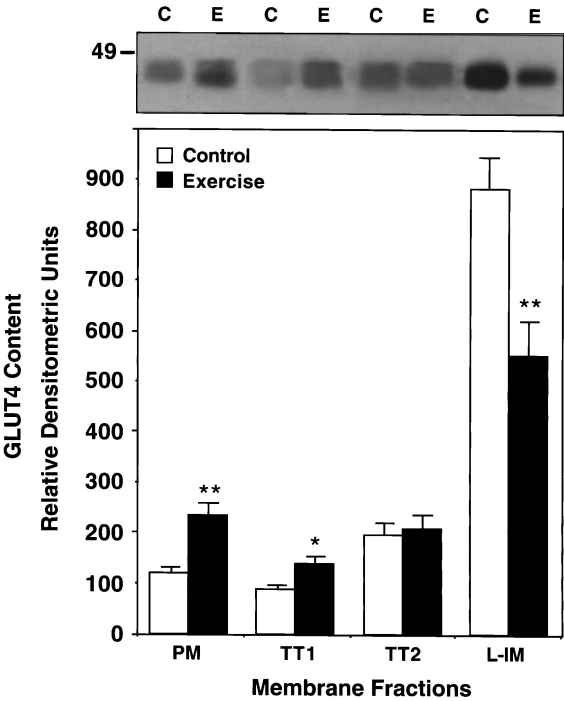 C E C E C E C E
49
Control
Exercise
900
800
700
600
500
400
300
200
100
0
GLUT4 Content
Relative Densitometric Units
**
*
**
PM TT1 TT2 L-IM
Membrane Fractions